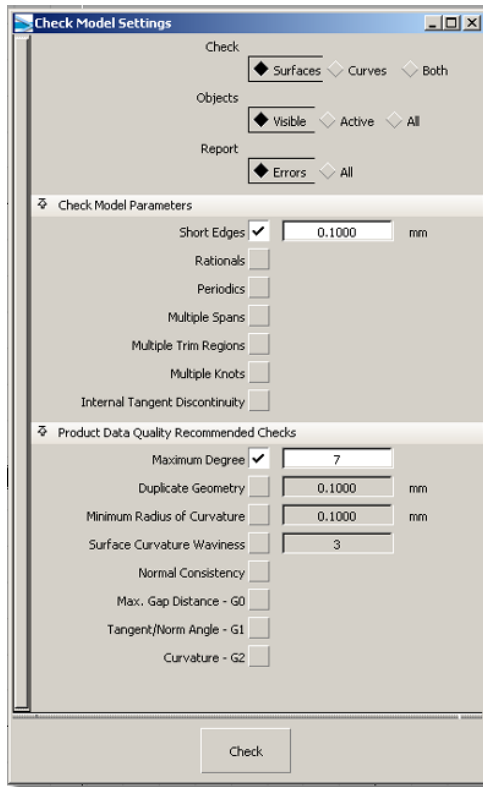 Check Model Settings
Check
Surfaces Curves Both
Objects
Visible Active All
Report
Errors All
Check Model Parameters
Short Edges 0.1000 mm
Rationals
Periodics
Multiple Spans
Multiple Trim Regions
Multiple Knots
Internal Tangent Discontinuity
Product Data Quality Recommended Checks
Maximum Degree 7
Duplicate Geometry 0.1000 mm
Minimum Radius of Curvature 0.1000 mm
Surface Curvature Waviness 3
Normal Consistency
Max. Gap Distance - G0
Tangent/Norm Angle - G1
Curvature - G2
Check